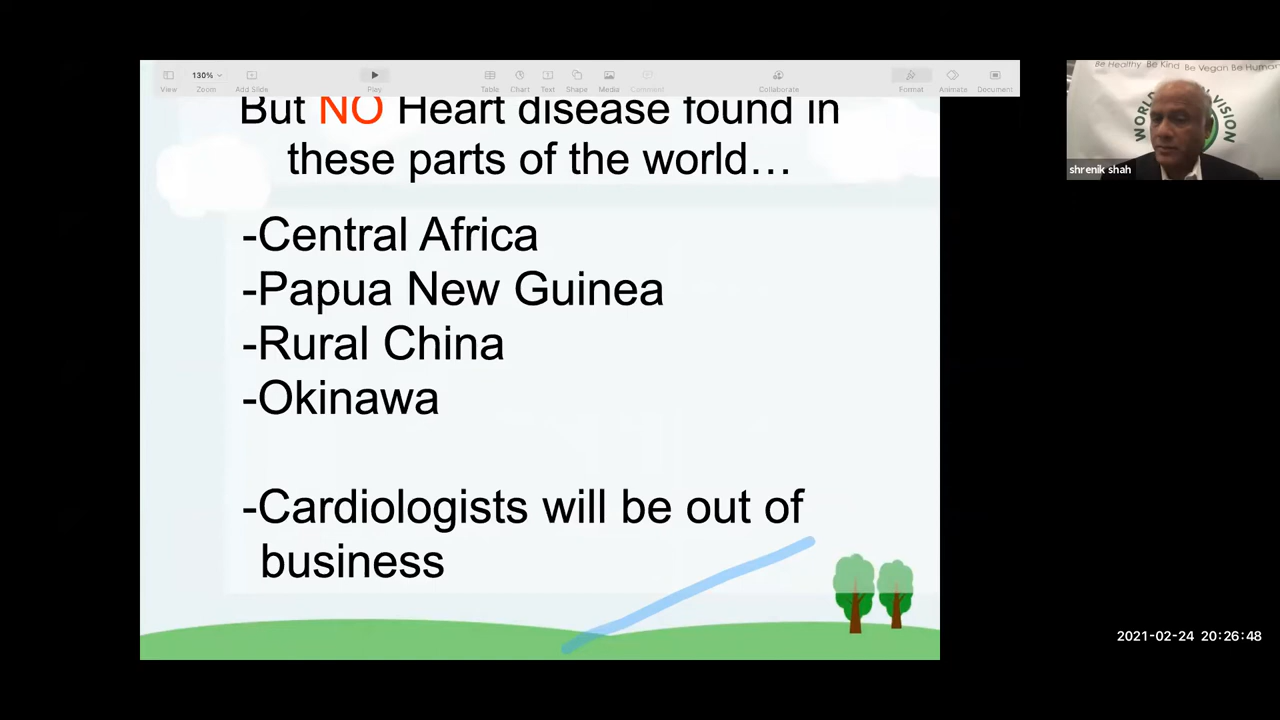 130%
View
Zoom
Add Slide
Play
Table
Chart
Text
Shape
Media
Comment
Collaborate
Format
Animate
Document
But NO Heart disease found in
these parts of the world…
-Central Africa
-Papua New Guinea
-Rural China
-Okinawa
-Cardiologists will be out of
business
Be Healthy Be Kind Be Vegan Be Human
WORLD
VISION
shrenik shah
2021-02-24 20:26:48